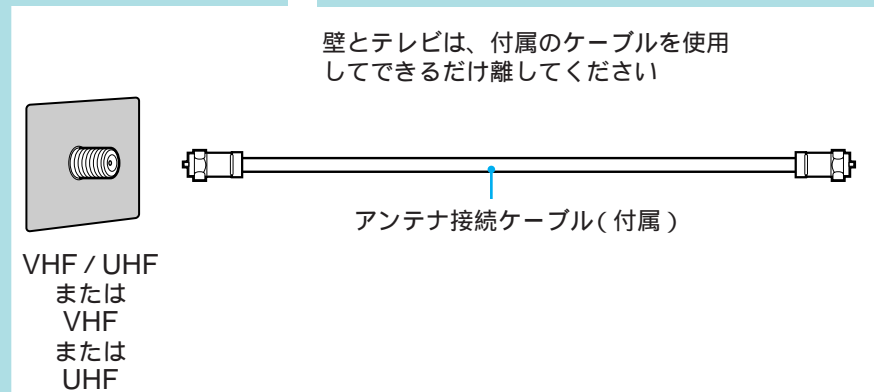 壁とテレビは、付属のケーブルを使用
してできるだけ離してください
アンテナ接続ケーブル(付属)
VHF / UHF
または
VHF
または
UHF